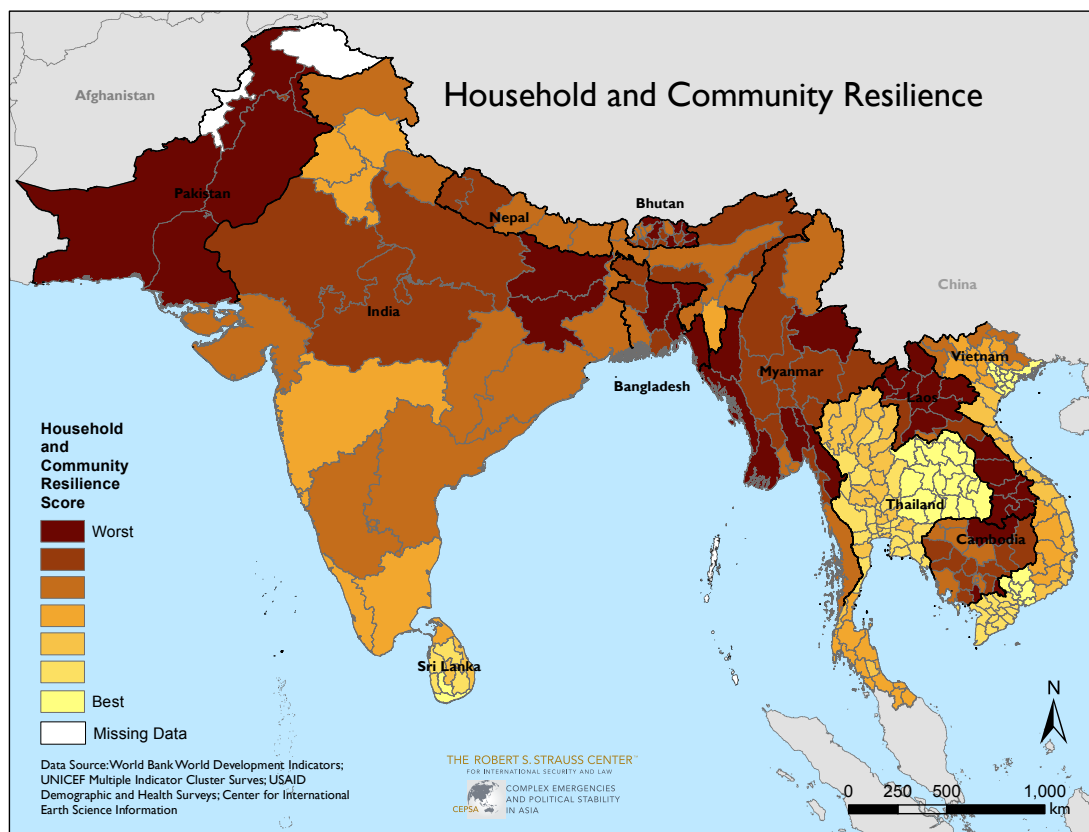 Household and Community Resilience
Afghanistan
Pakistan
Nepal
Bhutan
China
India
Bangladesh
Myanmar
Vietnam
Laos
Thailand
Cambodia
Sri Lanka
Household
and
Community
Resilience
Score
Worst
Best
Missing Data
Data Source:World Bank World Development Indicators;
UNICEF Multiple Indicator Cluster Surves; USAID
Demographic and Health Surveys; Center for International
Earth Science Information
THE ROBERT S. STRAUSS CENTER
FOR INTERNATIONAL SECURITY AND LAW
CEPSA
COMPLEX EMERGENCIES
AND POLITICAL STABILITY
IN ASIA
N
0 250 500 1,000
km